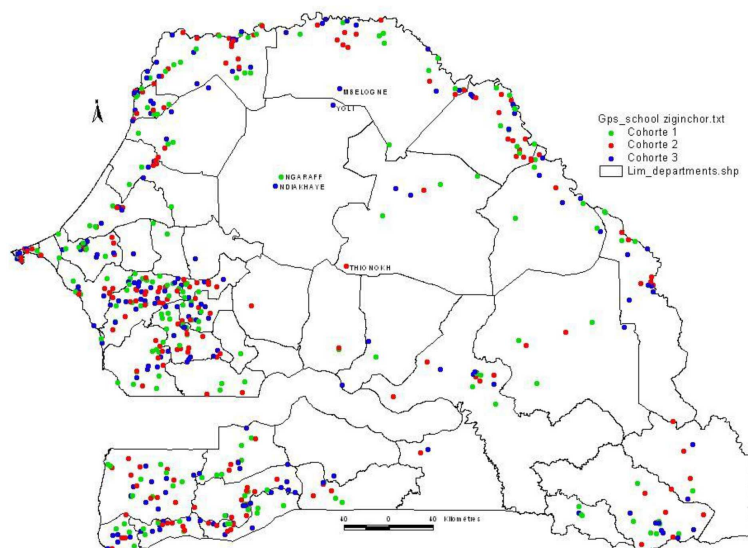 MBELOGNE
YOLI
Gps_school ziginchor.txt
Cohorte 1
Cohorte 2
Cohorte 3
Lim_departments.shp
NGARAFF
NDIAKHAYE
THIONOKH
40 0 40 Kilometres